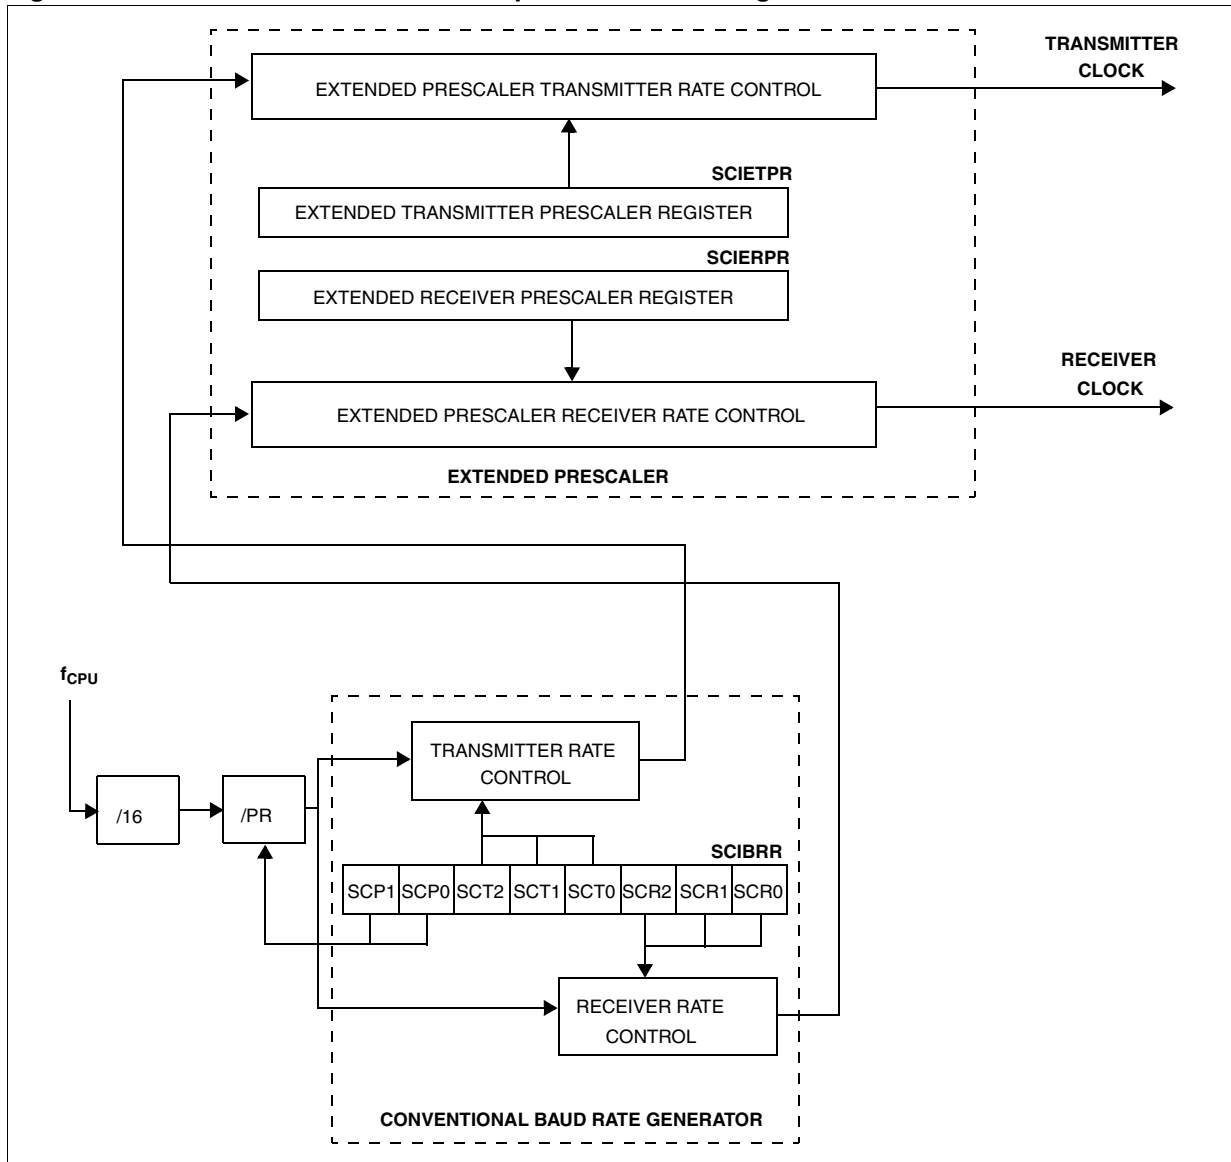 TRANSMITTER
CLOCK
EXTENDED PRESCALER TRANSMITTER RATE CONTROL
SCIETPR
EXTENDED TRANSMITTER PRESCALER REGISTER
SCIERPR
EXTENDED RECEIVER PRESCALER REGISTER
RECEIVER
CLOCK
EXTENDED PRESCALER RECEIVER RATE CONTROL
EXTENDED PRESCALER
fCPU
TRANSMITTER RATE
CONTROL
/16
/PR
SCIBRR
SCP1 SCP0 SCT2 SCT1 SCT0 SCR2 SCR1 SCR0
RECEIVER RATE
CONTROL
CONVENTIONAL BAUD RATE GENERATOR